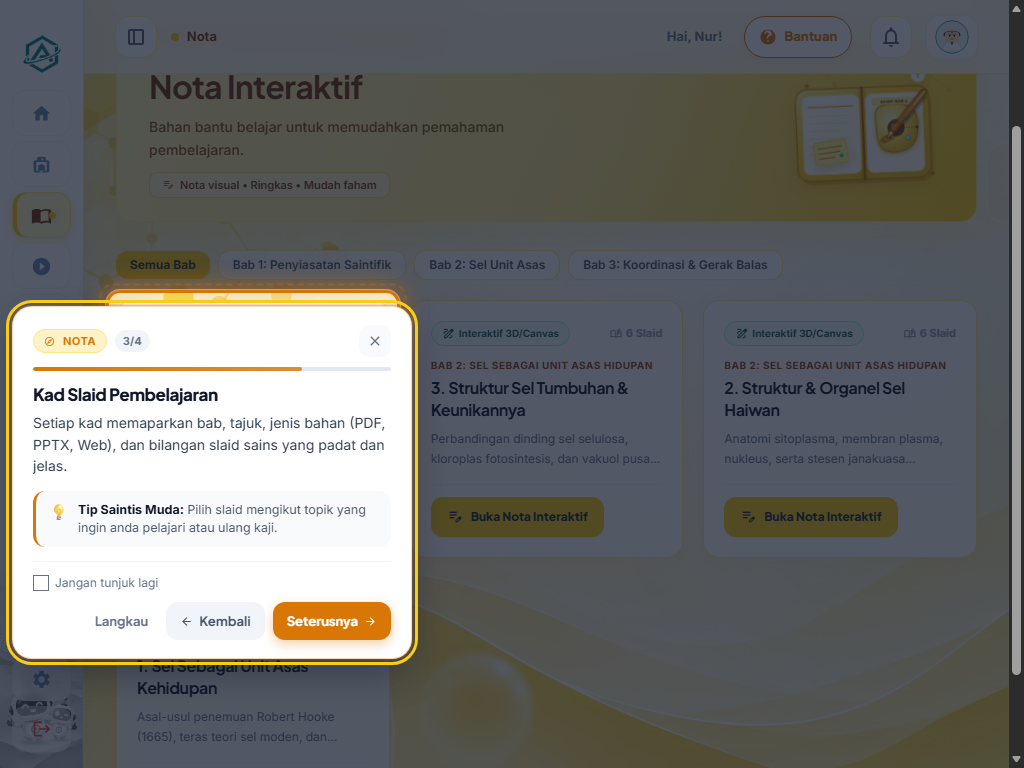 Nota
Hai, Nur!
Bantuan
Nota Interaktif
Bahan bantu belajar untuk memudahkan pemahaman
pembelajaran.
Nota visual • Ringkas • Mudah faham
Semua Bab
Bab 1: Penyiasatan Saintifik
Bab 2: Sel Unit Asas
Bab 3: Koordinasi & Gerak Balas
NOTA
3/4
Kad Slaid Pembelajaran
Setiap kad memaparkan bab, tajuk, jenis bahan (PDF,
PPTX, Web), dan bilangan slaid sains yang padat dan
jelas.
Tip Saintis Muda: Pilih slaid mengikut topik yang
ingin anda pelajari atau ulang kaji.
Jangan tunjuk lagi
Langkau
← Kembali
Seterusnya →
Interaktif 3D/Canvas
6 Slaid
BAB 2: SEL SEBAGAI UNIT ASAS HIDUPAN
3. Struktur Sel Tumbuhan &
Keunikannya
Perbandingan dinding sel selulosa,
kloroplas fotosintesis, dan vakuol pusa...
Buka Nota Interaktif
Interaktif 3D/Canvas
6 Slaid
BAB 2: SEL SEBAGAI UNIT ASAS HIDUPAN
2. Struktur & Organel Sel
Haiwan
Anatomi sitoplasma, membran plasma,
nukleus, serta stesen janakuasa...
Buka Nota Interaktif
1. Sel Sebagai Unit Asas
Kehidupan
Asal-usul penemuan Robert Hooke
(1665), teras teori sel moden, dan...